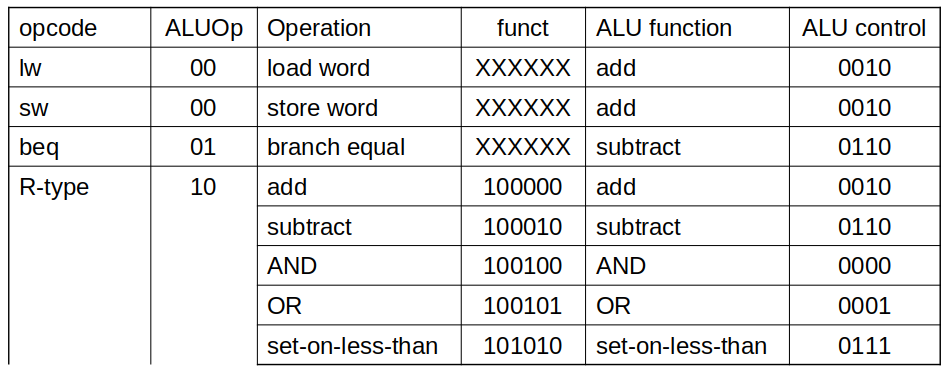 opcode ALUOp Operation funct ALU function ALU control
lw 00 load word XXXXXX add 0010
sw 00 store word XXXXXX add 0010
beq 01 branch equal XXXXXX subtract 0110
R-type 10 add 100000 add 0010
subtract 100010 subtract 0110
AND 100100 AND 0000
OR 100101 OR 0001
set-on-less-than 101010 set-on-less-than 0111